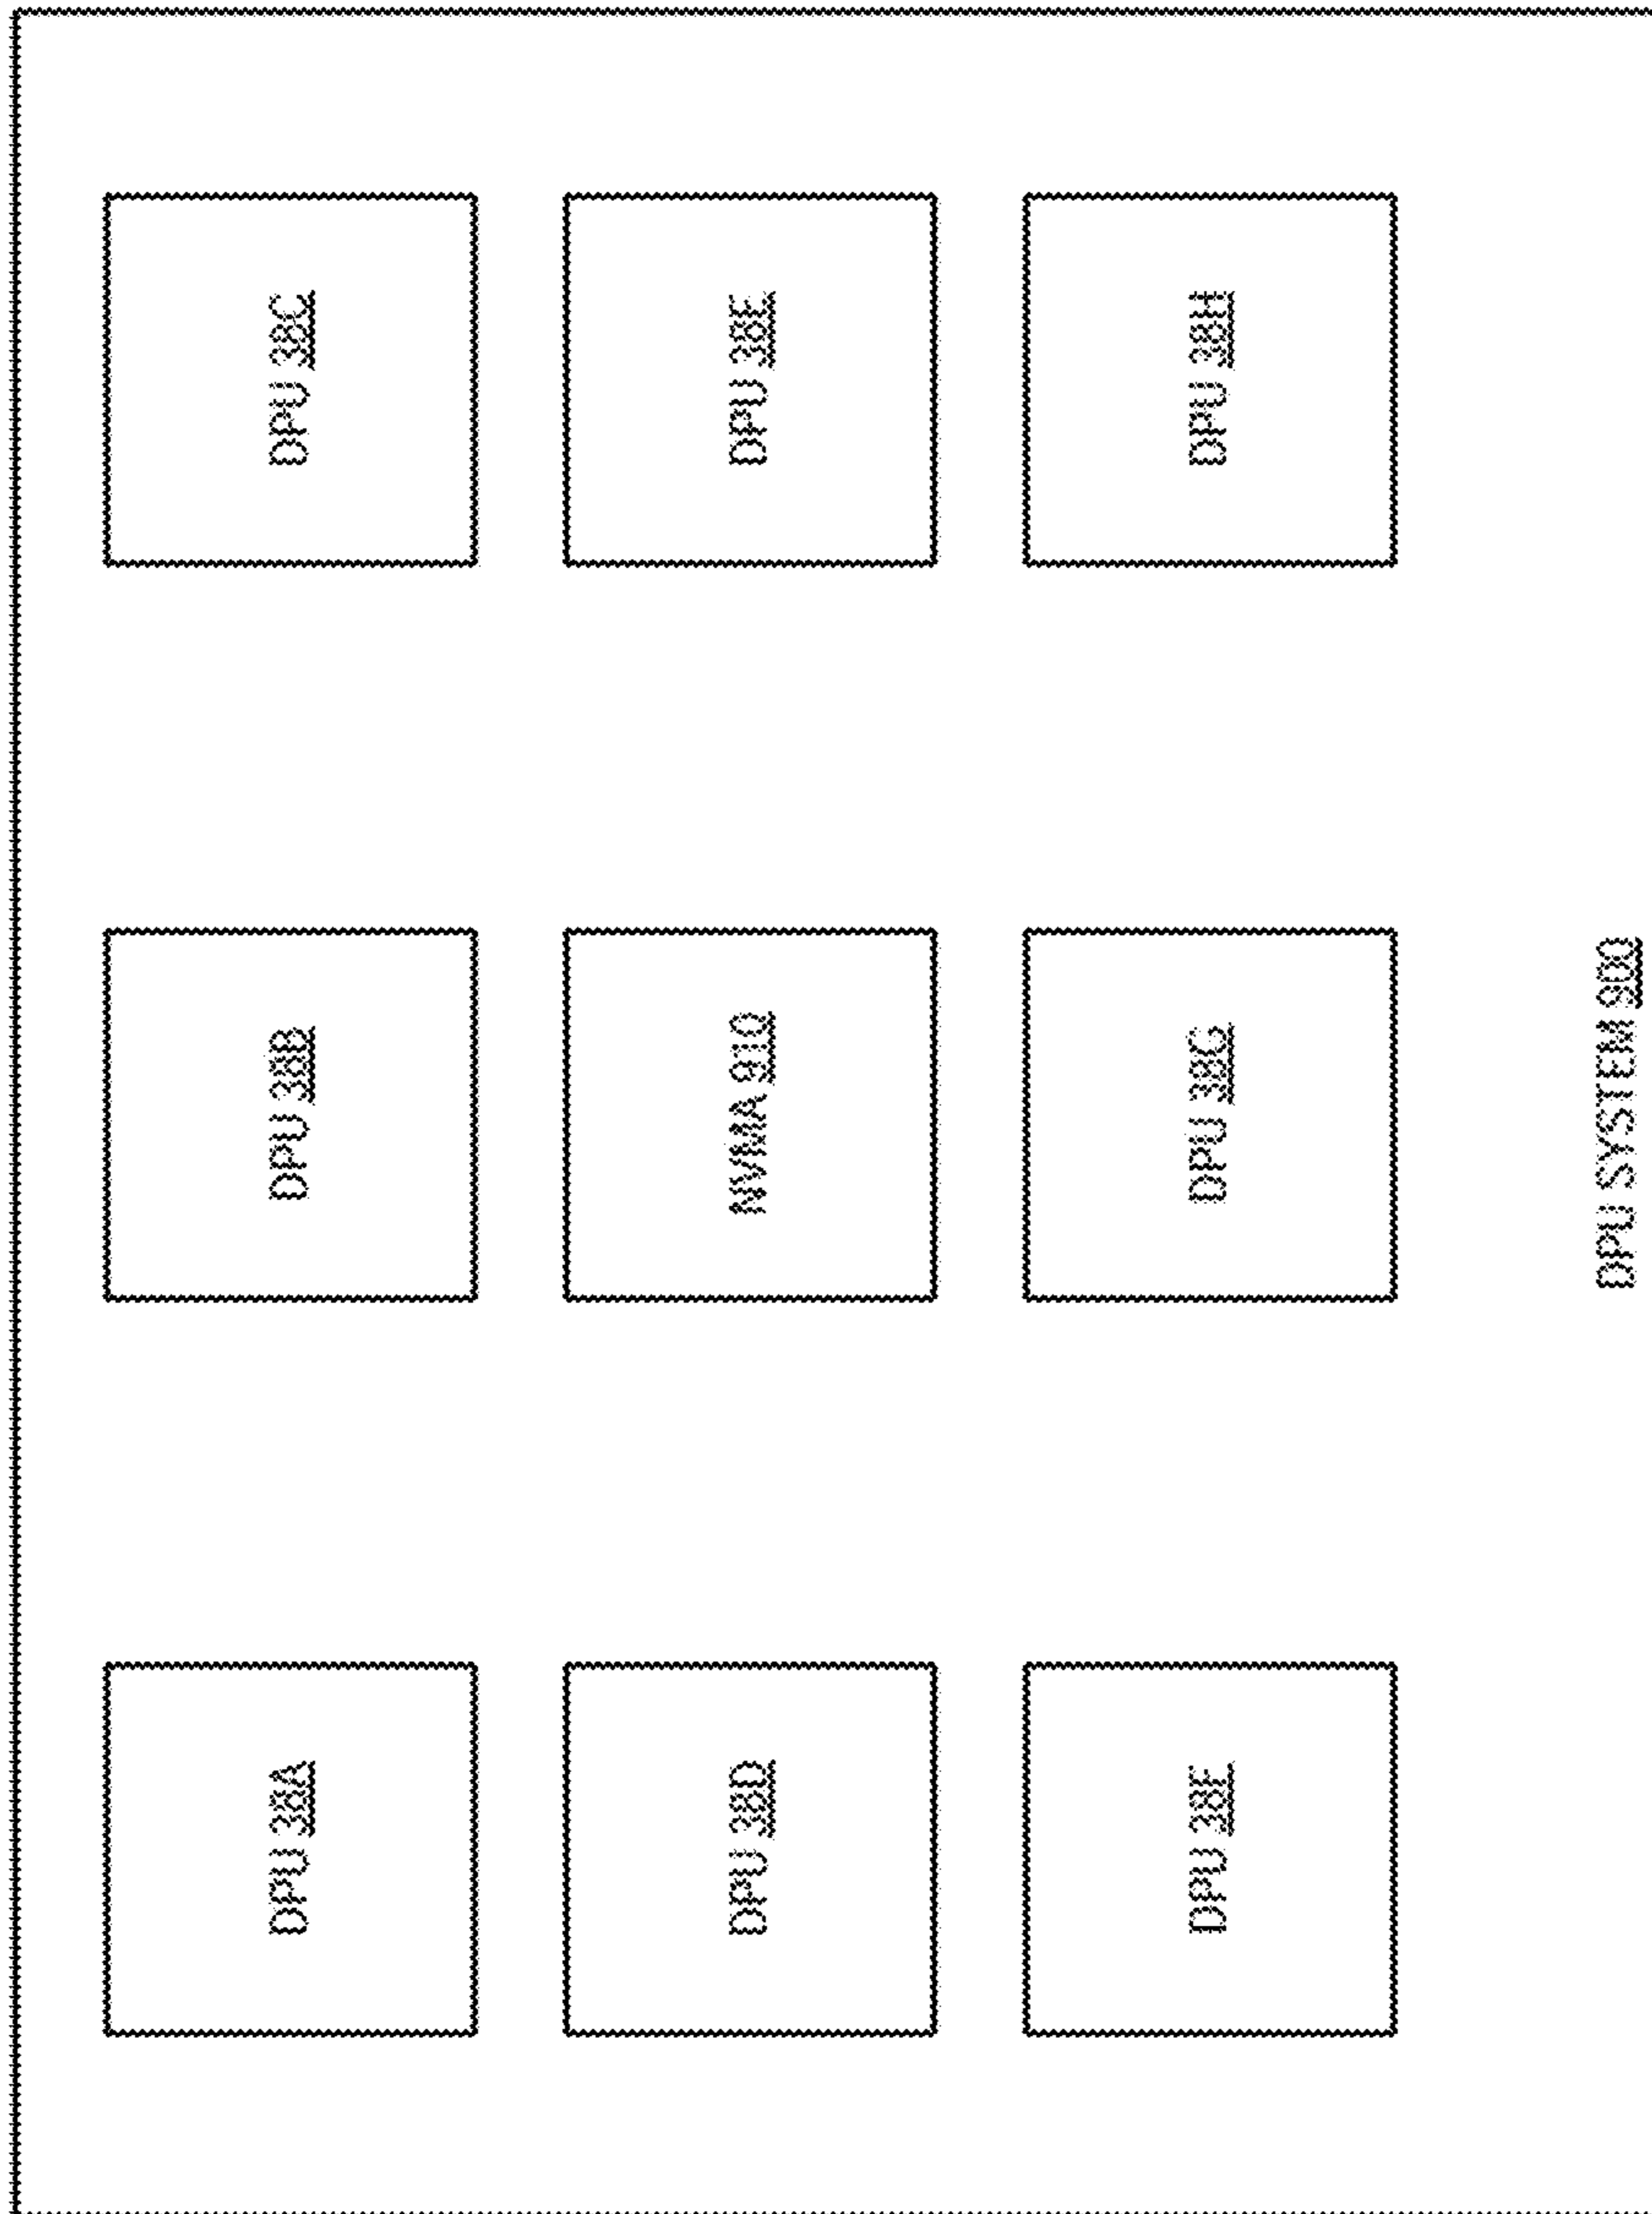 DPU 38A
DPU 38B
DPU 38C
DPU 38D
NVMA 910
DPU 38E
DPU 38F
DPU 38G
DPU 38H
DPU SYSTEM 900